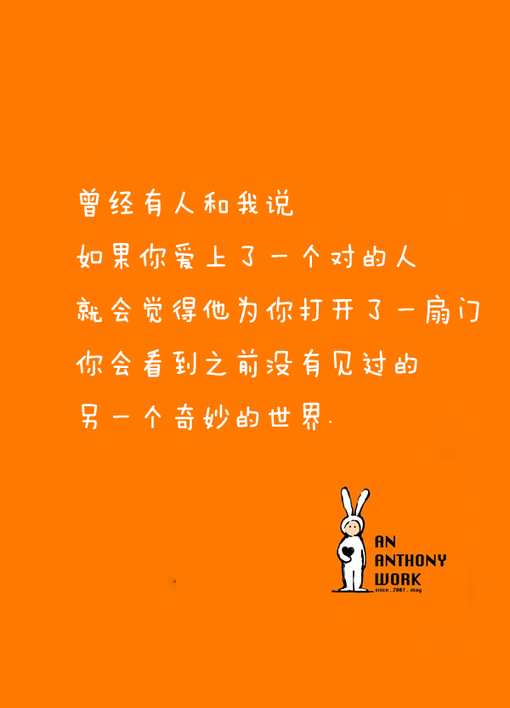 曾经有人和我说
如果你爱上了一个对的人
就会觉得他为你打开了一扇门
你会看到之前没有见过的
另一个奇妙的世界.
AN
ANTHONY
WORK
since.2007.may